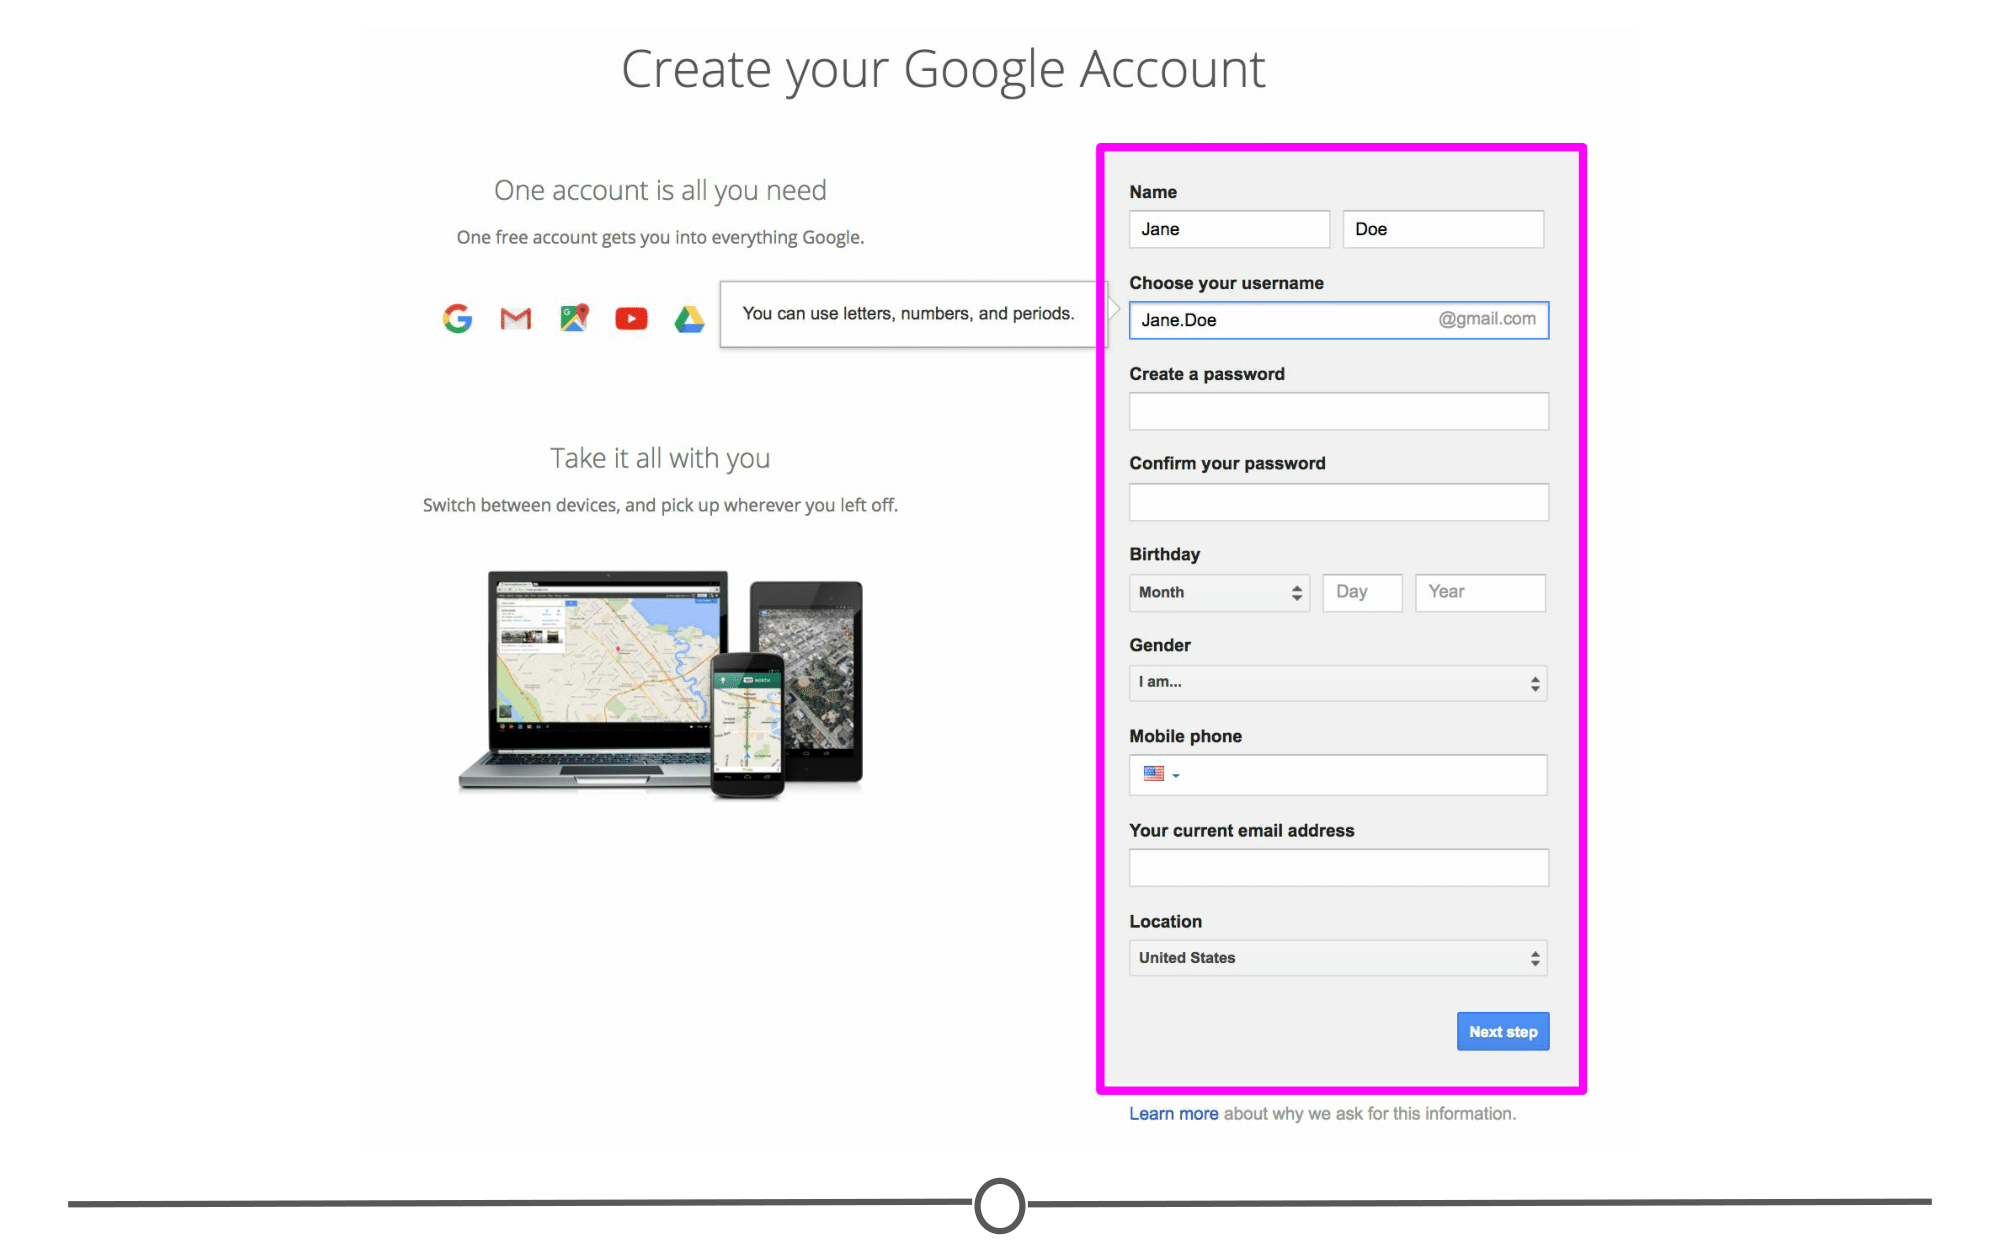 Create your Google Account
One account is all you need
One free account gets you into everything Google.
You can use letters, numbers, and periods.
Take it all with you
Switch between devices, and pick up wherever you left off.
NORTH
Name
Jane Doe
Choose your username
Jane.Doe @gmail.com
Create a password
Confirm your password
Birthday
Month Day Year
Gender
I am...
Mobile phone
Your current email address
Location
United States
Next step
Learn more about why we ask for this information.